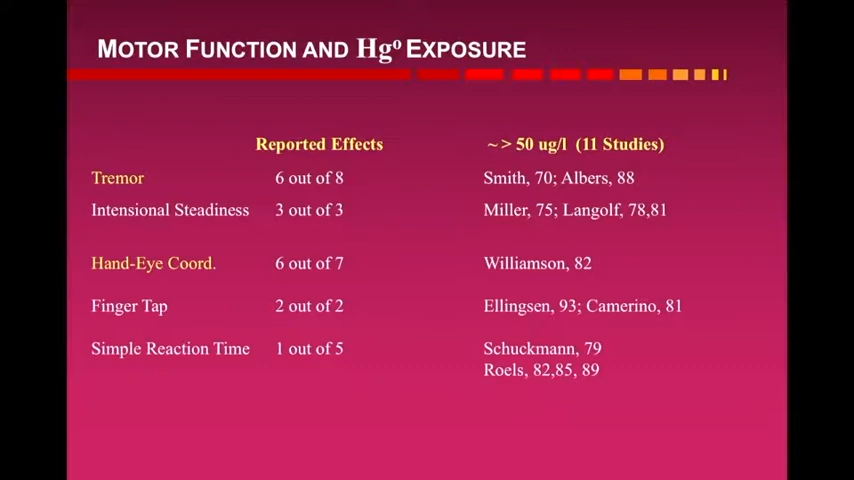 MOTOR FUNCTION AND Hgº EXPOSURE
Reported Effects ~ > 50 ug/l (11 Studies)
Tremor 6 out of 8 Smith, 70; Albers, 88
Intensional Steadiness 3 out of 3 Miller, 75; Langolf, 78,81
Hand-Eye Coord. 6 out of 7 Williamson, 82
Finger Tap 2 out of 2 Ellingsen, 93; Camerino, 81
Simple Reaction Time 1 out of 5 Schuckmann, 79
Roels, 82,85, 89